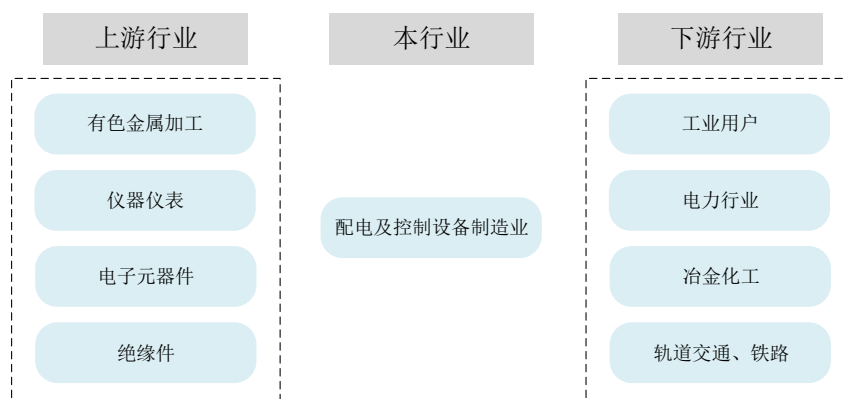 上游行业
本行业
下游行业
有色金属加工
仪器仪表
电子元器件
绝缘件
配电及控制设备制造业
工业用户
电力行业
冶金化工
轨道交通、铁路